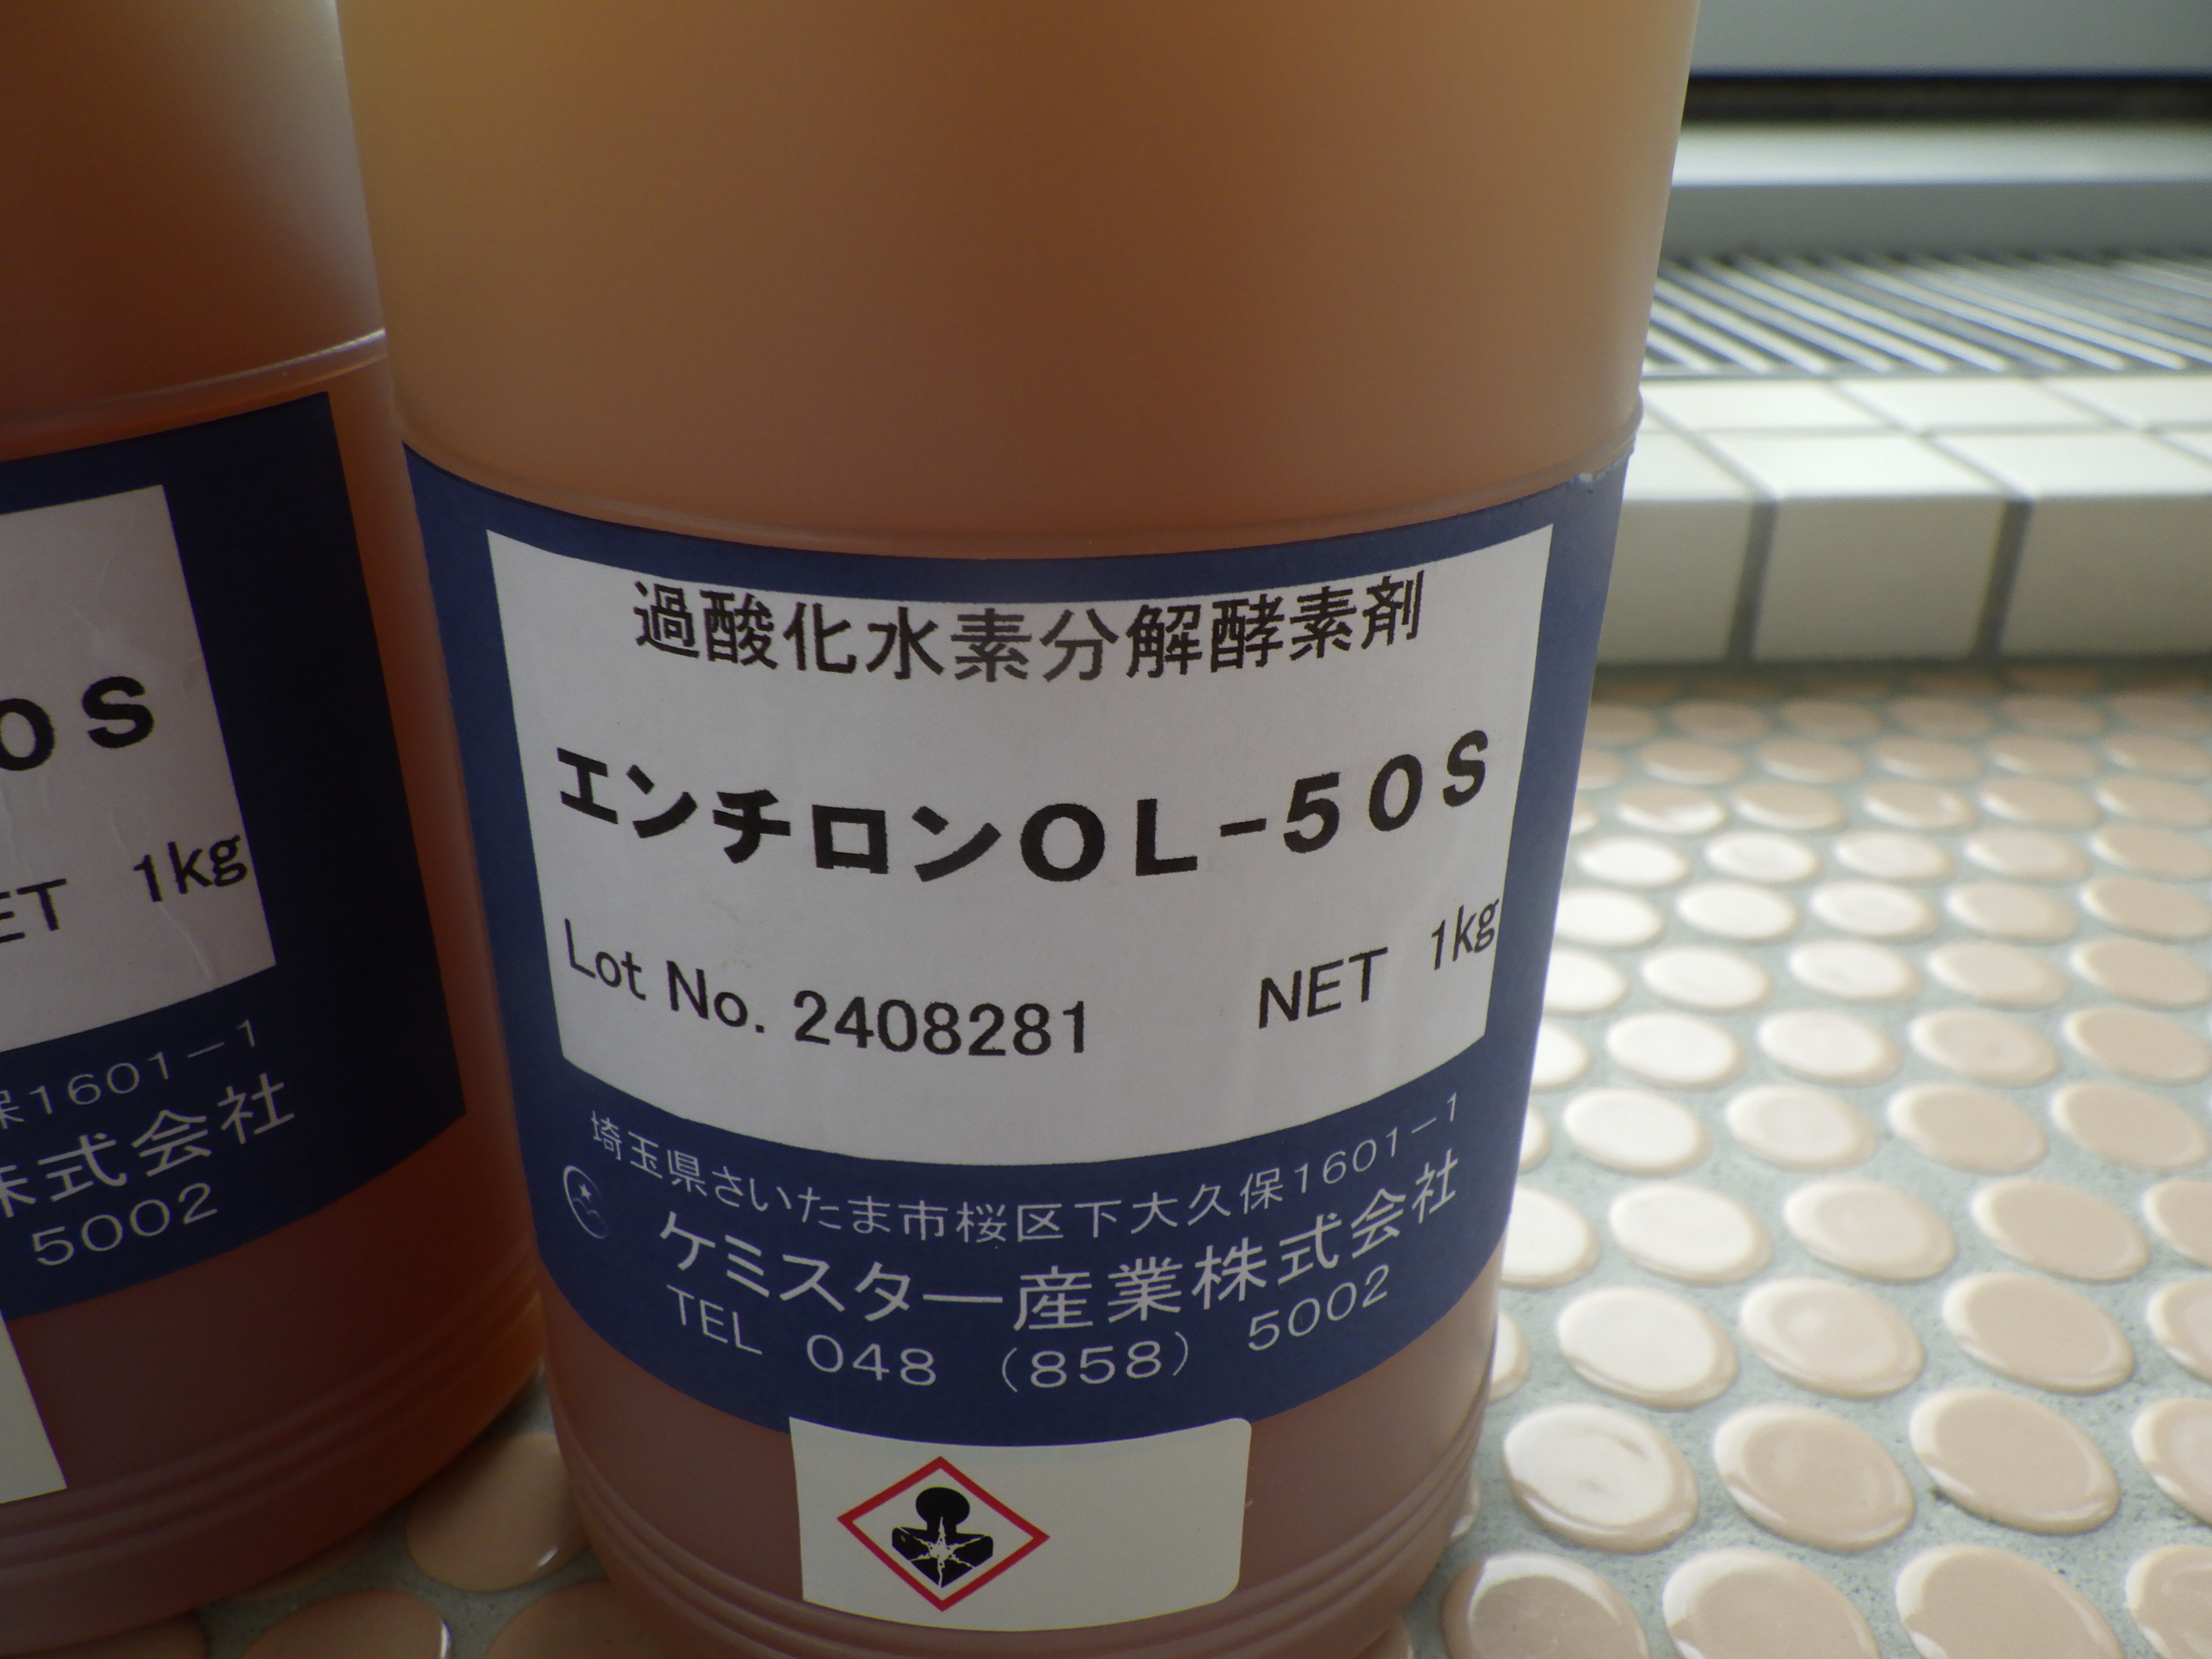 過酸化水素分解酵素剤
エンチロンOL-50S
Lot No. 2408281 NET 1kg
埼玉県さいたま市桜区下大久保1601-1
ケミスター産業株式会社
TEL 048 (858) 5002
0S
ET 1kg
保1601-1
株式会社
5002